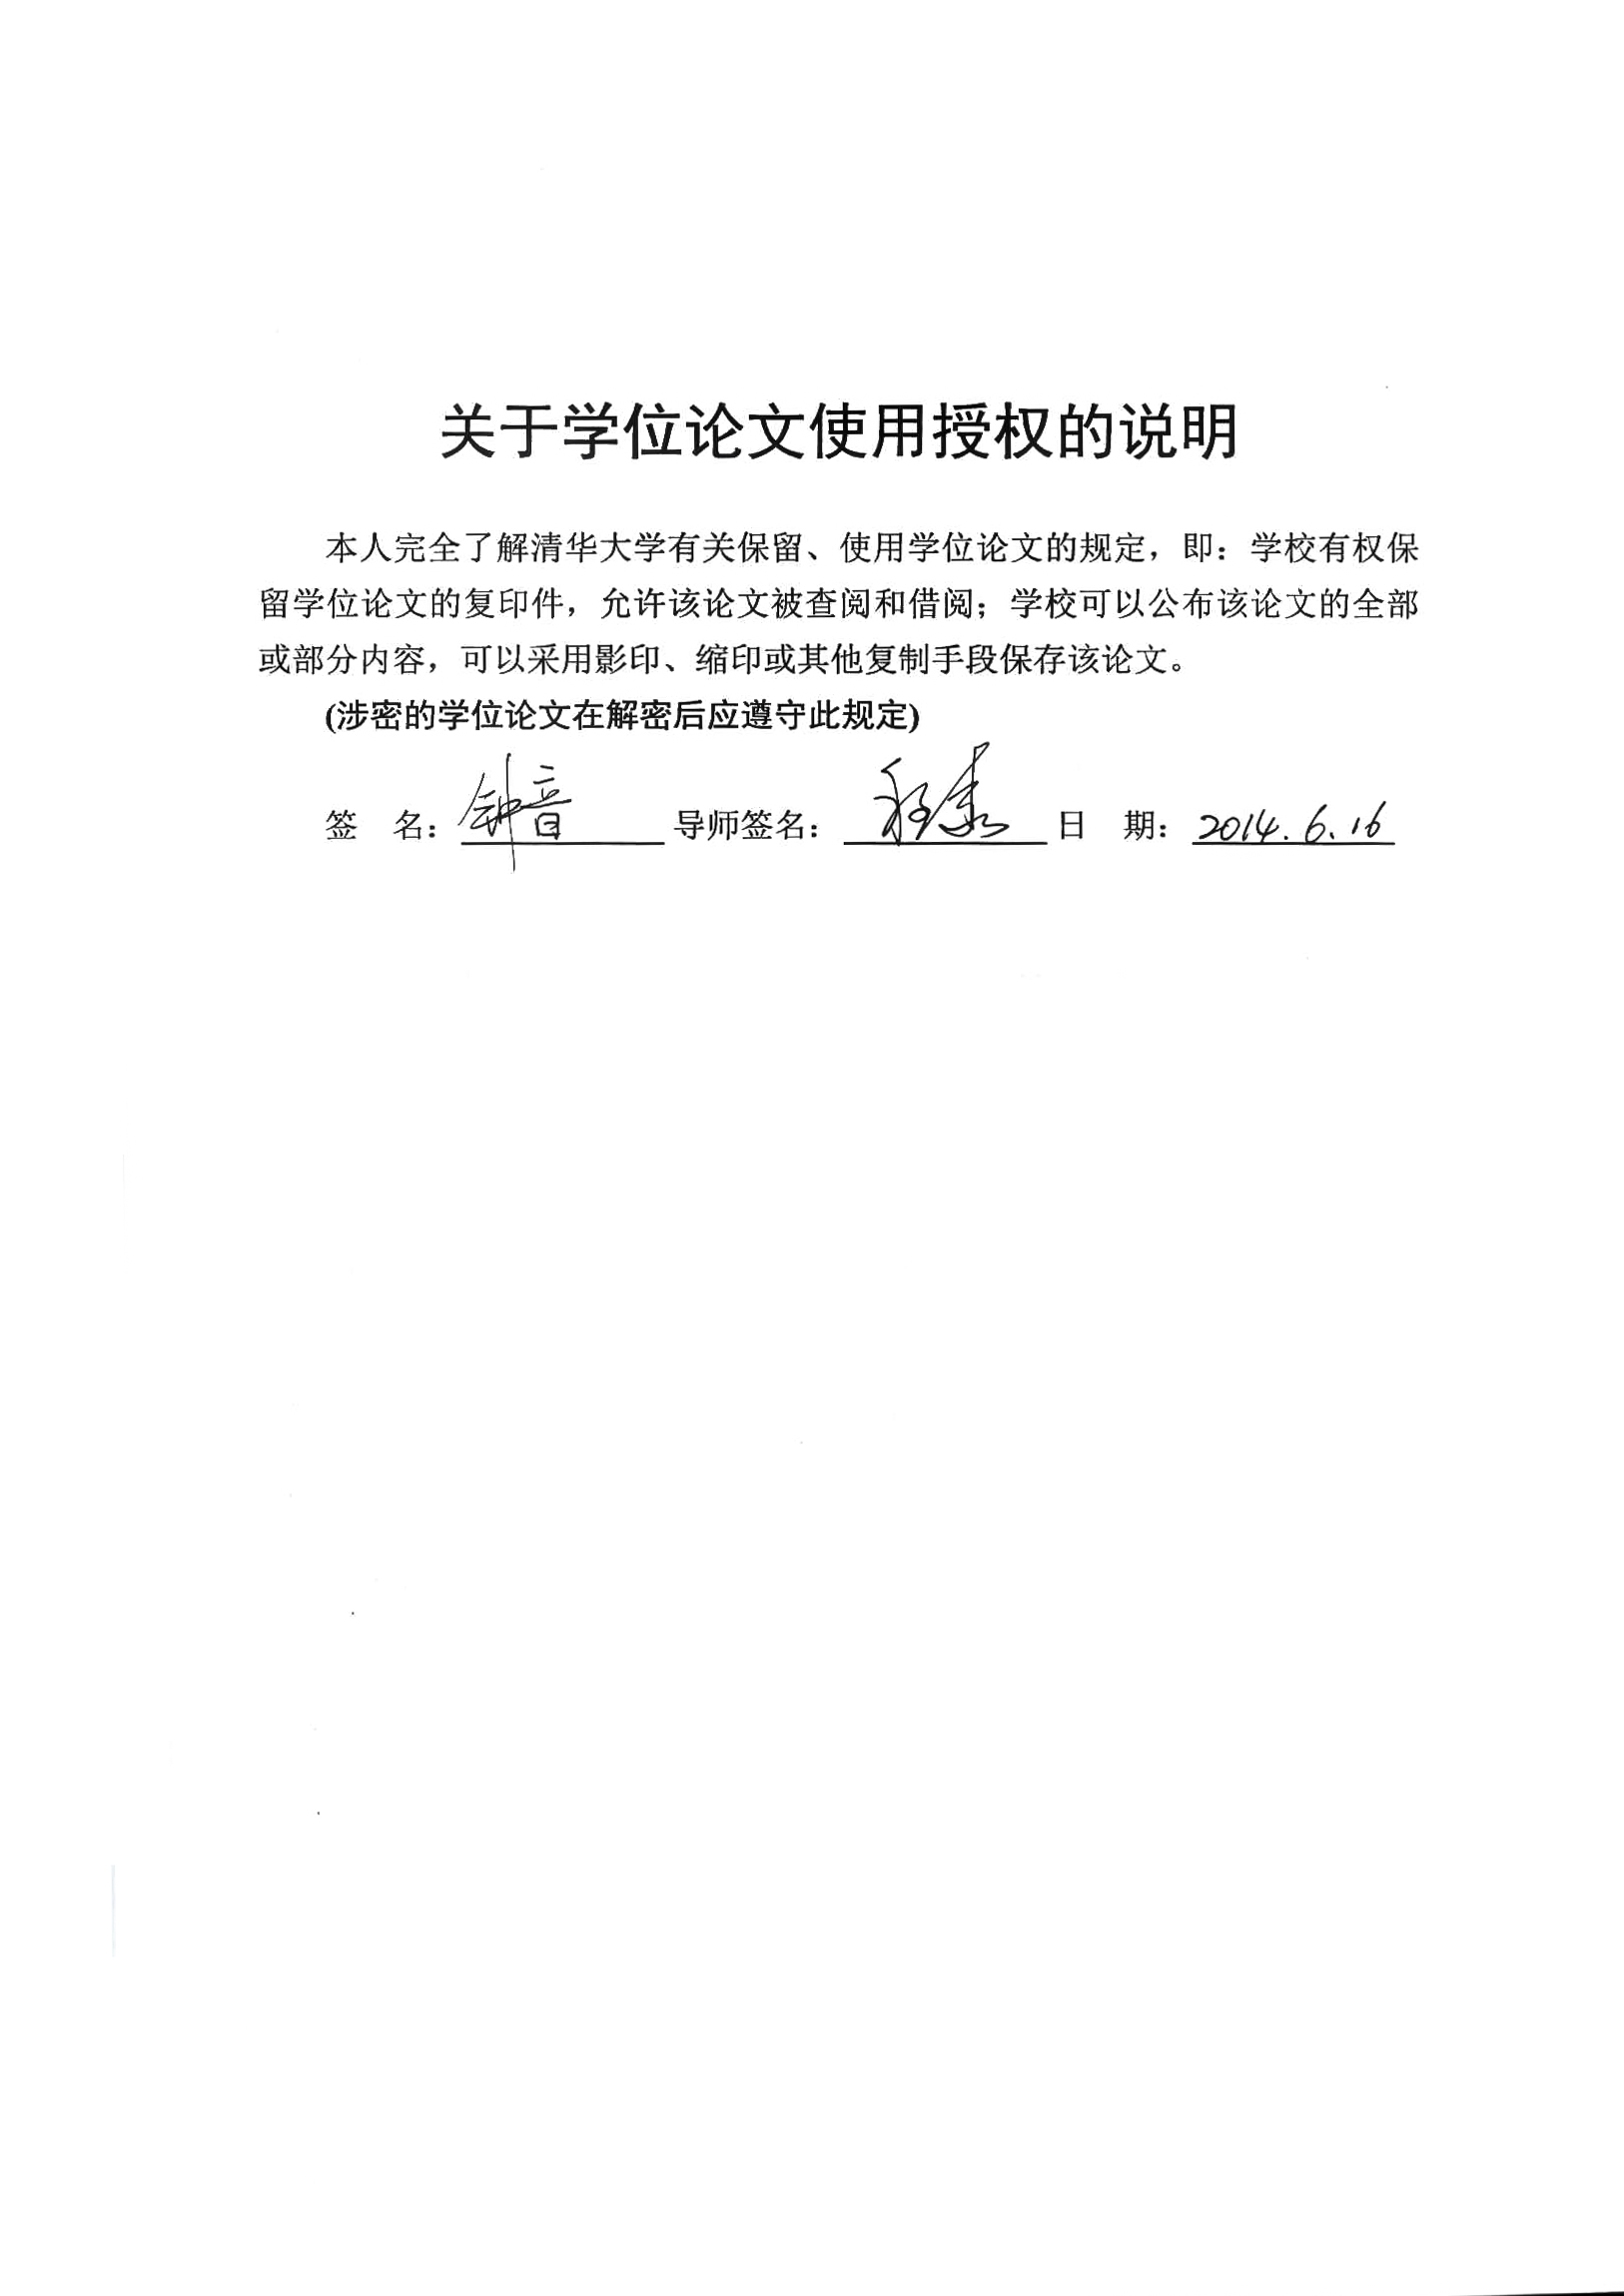 关于学位论文使用授权的说明
本人完全了解清华大学有关保留、使用学位论文的规定，即：学校有权保
留学位论文的复印件，允许该论文被查阅和借阅；学校可以公布该论文的全部
或部分内容，可以采用影印、缩印或其他复制手段保存该论文。
(涉密的学位论文在解密后应遵守此规定)
签 名：钟音 导师签名： 日 期：2014.6.16